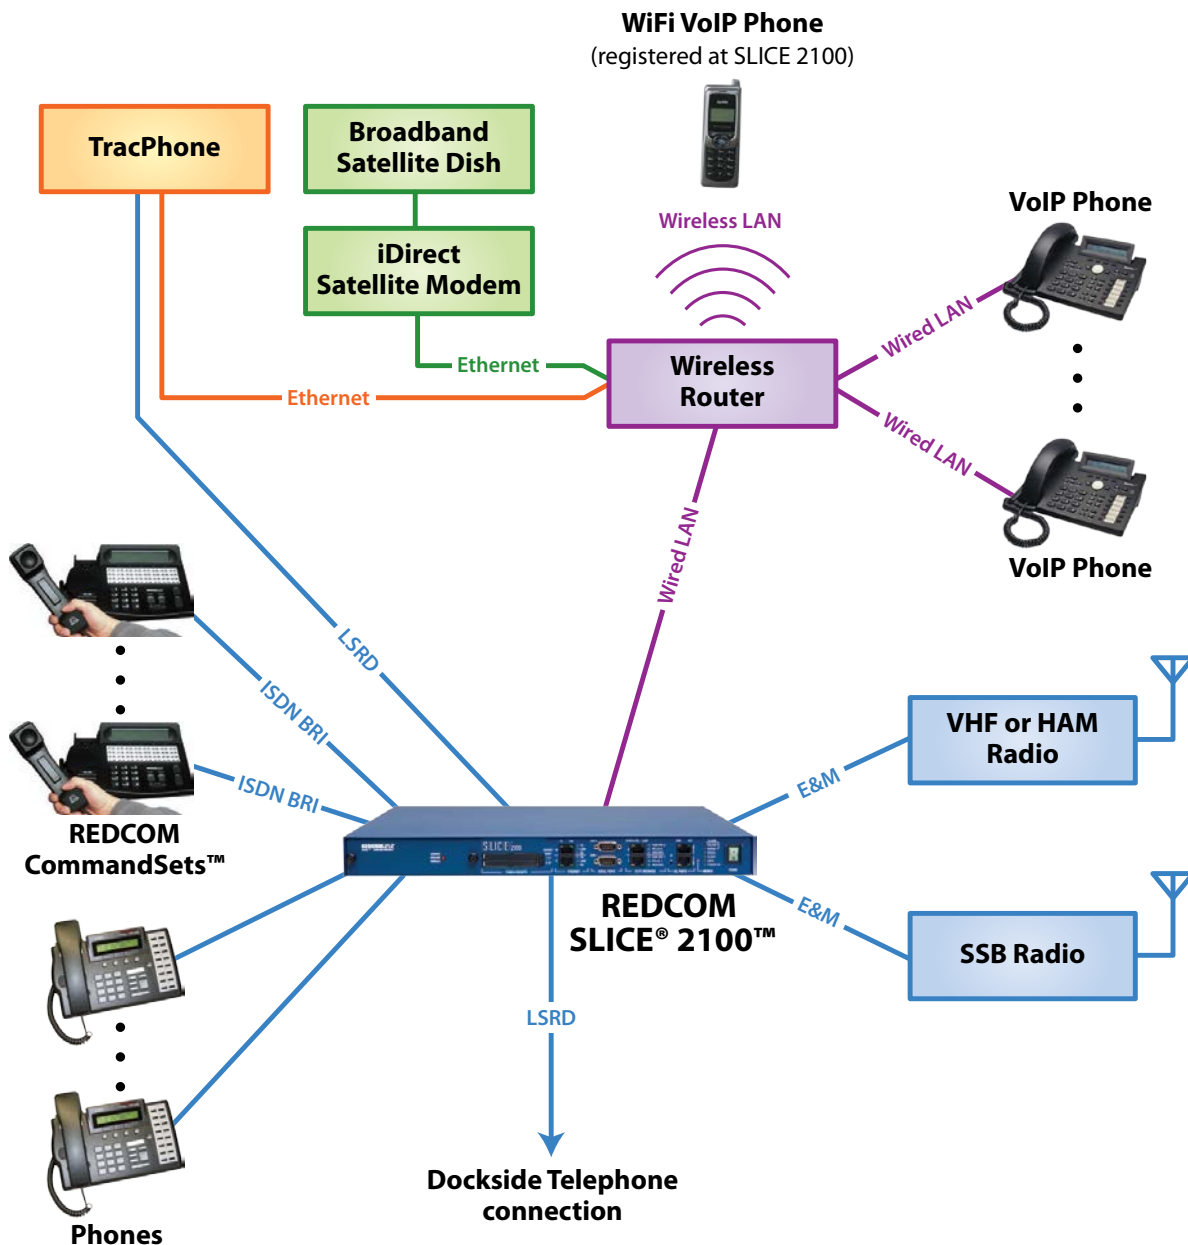 WiFi VoIP Phone
(registered at SLICE 2100)
TracPhone
Broadband
Satellite Dish
Wireless LAN
VoIP Phone
iDirect
Satellite Modem
Wired LAN
Ethernet
Wireless
Router
Ethernet
Wired LAN
VoIP Phone
Wired LAN
LSRD
ISDN BRI
VHF or HAM
Radio
ISDN BRI
E&M
REDCOM
CommandSets™
SLICE 2100
REDCOM
SLICE® 2100™
E&M
SSB Radio
LSRD
Dockside Telephone
connection
Phones